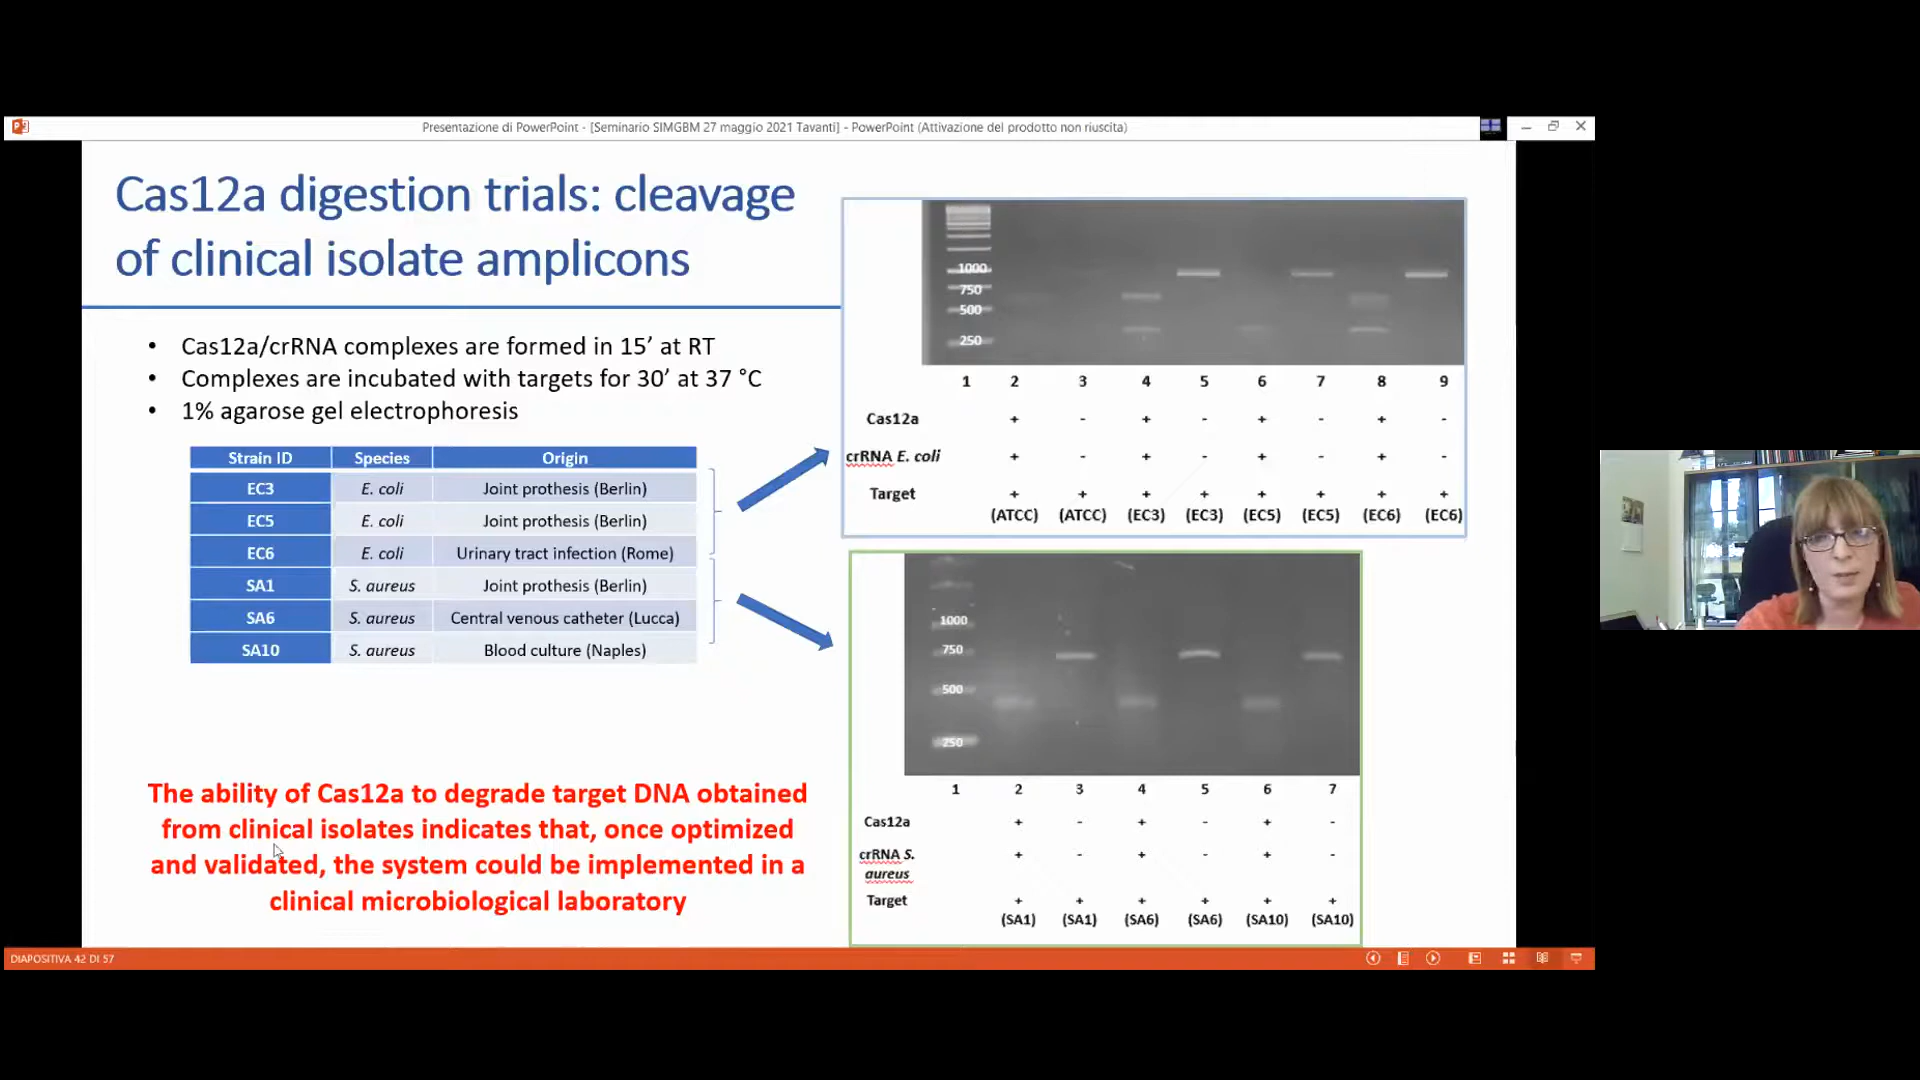 Presentazione di PowerPoint - [Seminario SIMGBM 27 maggio 2021 Tavanti] - PowerPoint (Attivazione del prodotto non riuscita)
Cas12a digestion trials: cleavage
of clinical isolate amplicons
• Cas12a/crRNA complexes are formed in 15’ at RT
• Complexes are incubated with targets for 30’ at 37 °C
• 1% agarose gel electrophoresis
Strain ID Species Origin
EC3 E. coli Joint prothesis (Berlin)
EC5 E. coli Joint prothesis (Berlin)
EC6 E. coli Urinary tract infection (Rome)
SA1 S. aureus Joint prothesis (Berlin)
SA6 S. aureus Central venous catheter (Lucca)
SA10 S. aureus Blood culture (Naples)
The ability of Cas12a to degrade target DNA obtained
from clinical isolates indicates that, once optimized
and validated, the system could be implemented in a
clinical microbiological laboratory
1000
750
500
250
1 2 3 4 5 6 7 8 9
Cas12a + - + - + - + -
crRNA E. coli + - + - + - + -
Target + + + + + + + +
(ATCC) (ATCC) (EC3) (EC3) (EC5) (EC5) (EC6) (EC6)
1000
750
500
250
1 2 3 4 5 6 7
Cas12a + - + - + -
crRNA S. + - + - + -
aureus
Target + + + + + +
(SA1) (SA1) (SA6) (SA6) (SA10) (SA10)
DIAPOSITIVA 42 DI 57